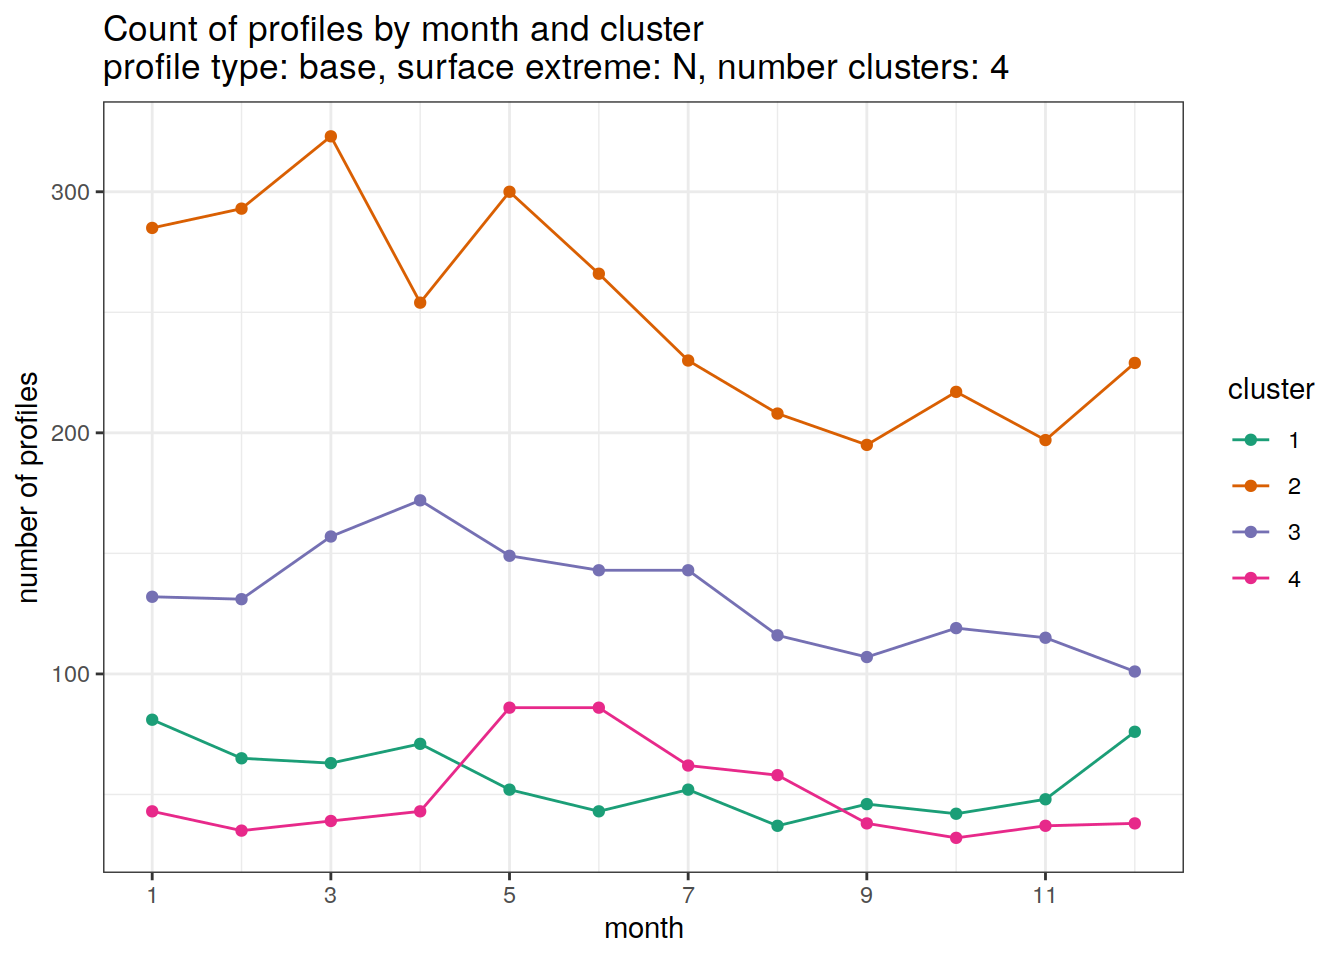 Count of profiles by month and cluster
profile type: base, surface extreme: N, number clusters: 4
number of profiles
300
200
100
1 3 5 7 9 11
month
cluster
1
2
3
4